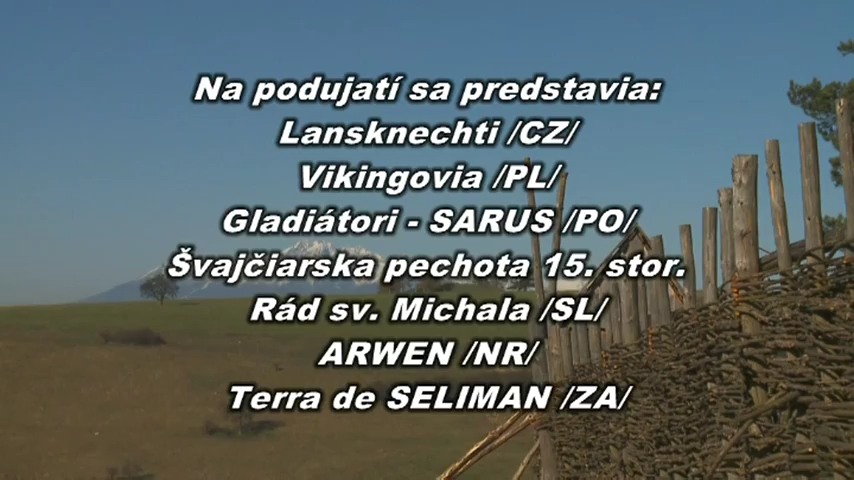 Na podujatí sa predstavia:
Lansknechti /CZ/
Vikingovia /PL/
Gladiátori - SARUS /PO/
Švajčiarska pechota 15. stor.
Rád sv. Michala /SL/
ARWEN /NR/
Terra de SELIMAN /ZA/